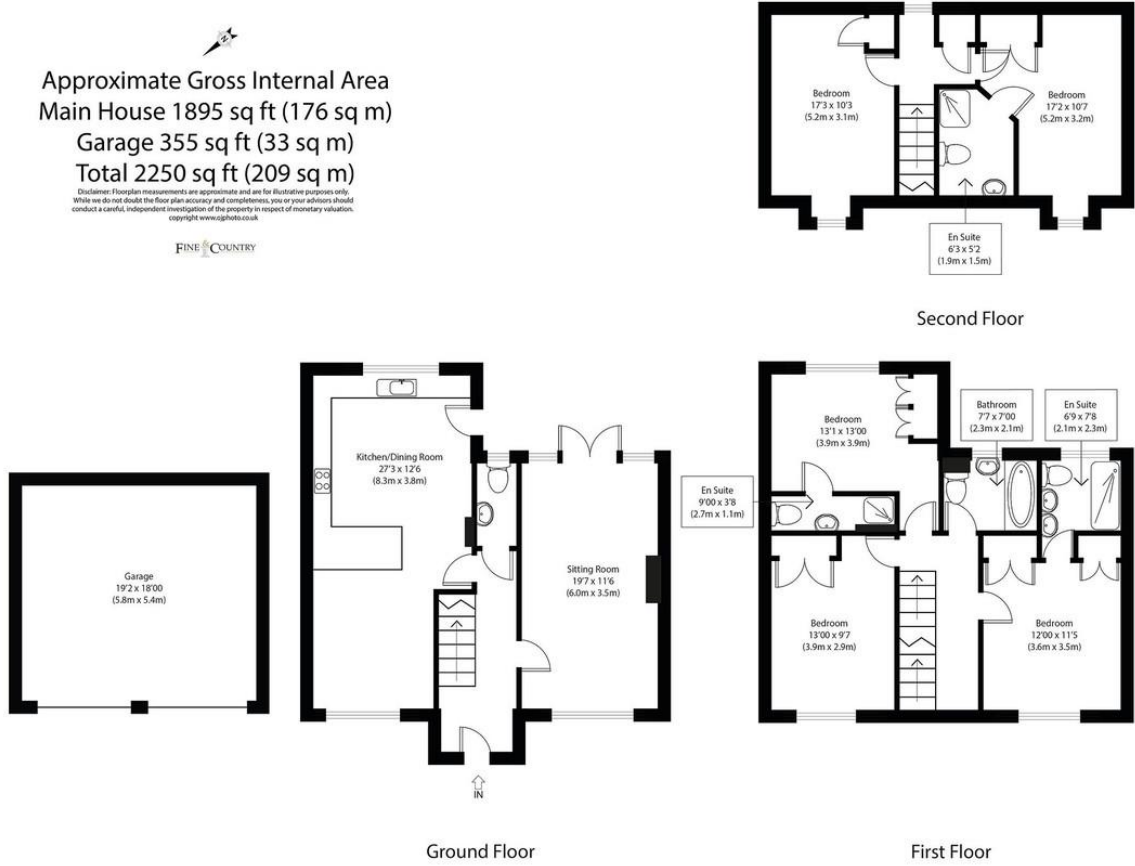 N
Approximate Gross Internal Area
Main House 1895 sq ft (176 sq m)
Garage 355 sq ft (33 sq m)
Total 2250 sq ft (209 sq m)
Disclaimer: Floorplan measurements are approximate and are for illustrative purposes only.
While we do not doubt the floor plan accuracy and completeness, you or your advisors should
conduct a careful, independent investigation of the property in respect of monetary valuation.
copyright www.ojphoto.co.uk
FINE COUNTRY
Bedroom
17'3 x 10'3
(5.2m x 3.1m)
Bedroom
17'2 x 10'7
(5.2m x 3.2m)
En Suite
6'3 x 5'2
(1.9m x 1.5m)
Second Floor
Garage
19'2 x 18'00
(5.8m x 5.4m)
Kitchen/Dining Room
27'3 x 12'6
(8.3m x 3.8m)
Sitting Room
19'7 x 11'6
(6.0m x 3.5m)
IN
Ground Floor
Bedroom
13'1 x 13'00
(3.9m x 3.9m)
Bathroom
7'7 x 7'00
(2.3m x 2.1m)
En Suite
6'9 x 7'8
(2.1m x 2.3m)
En Suite
9'00 x 3'8
(2.7m x 1.1m)
Bedroom
13'00 x 9'7
(3.9m x 2.9m)
Bedroom
12'00 x 11'5
(3.6m x 3.5m)
First Floor